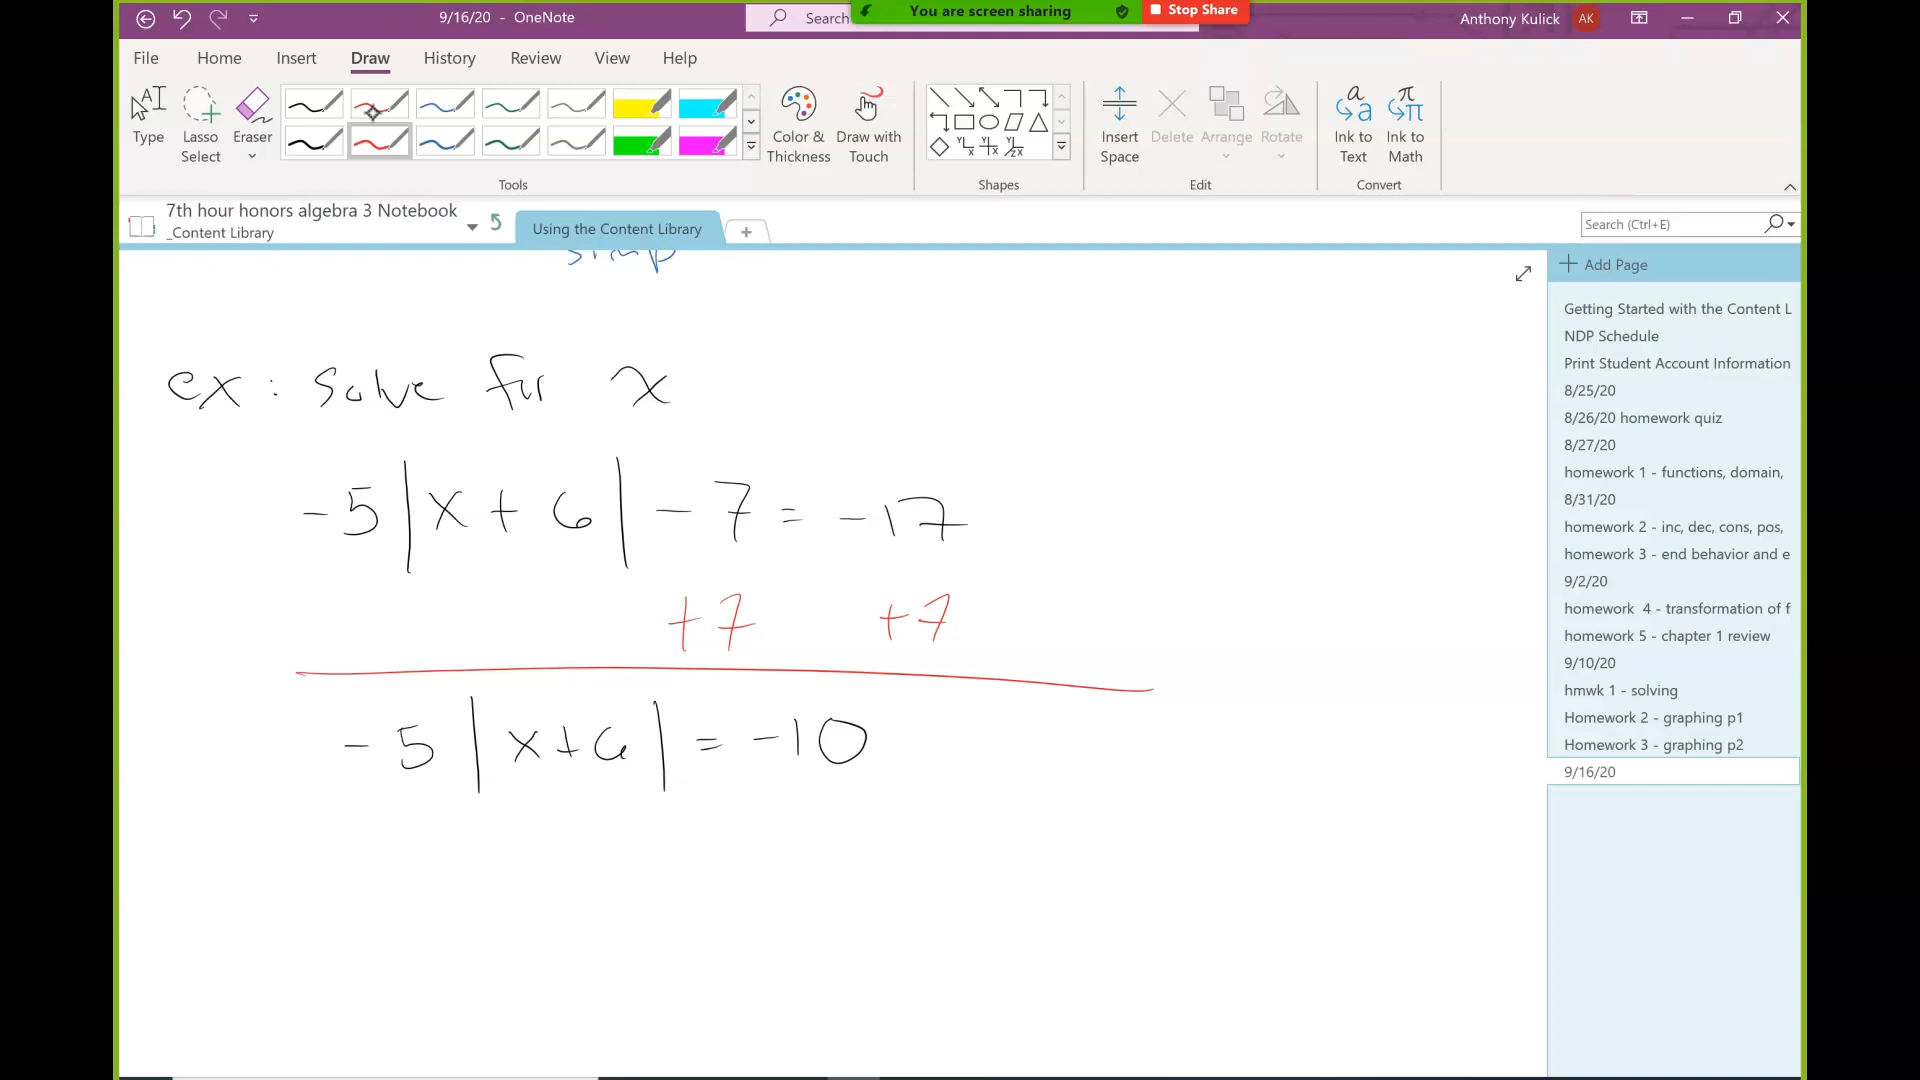 9/16/20 - OneNote
Search
You are screen sharing
Stop Share
Anthony Kulick
AK
File Home Insert Draw History Review View Help
Type
Lasso Select
Eraser
Color & Thickness
Draw with Touch
Insert Space
Delete
Arrange
Rotate
Ink to Text
Ink to Math
Tools
Shapes
Edit
Convert
7th hour honors algebra 3 Notebook
_Content Library
Using the Content Library
Search (Ctrl+E)
simp
ex: solve for x
-5|x+6| - 7 = -17
+7 +7
-5|x+6| = -10
Add Page
Getting Started with the Content L
NDP Schedule
Print Student Account Information
8/25/20
8/26/20 homework quiz
8/27/20
homework 1 - functions, domain,
8/31/20
homework 2 - inc, dec, cons, pos,
homework 3 - end behavior and e
9/2/20
homework 4 - transformation of f
homework 5 - chapter 1 review
9/10/20
hmwk 1 - solving
Homework 2 - graphing p1
Homework 3 - graphing p2
9/16/20